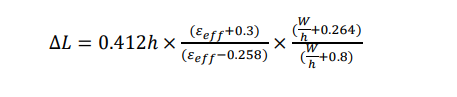 ΔL = 0.412h × (ε_eff+0.3)/(ε_eff−0.258) × (W/h+0.264)/(W/h+0.8)